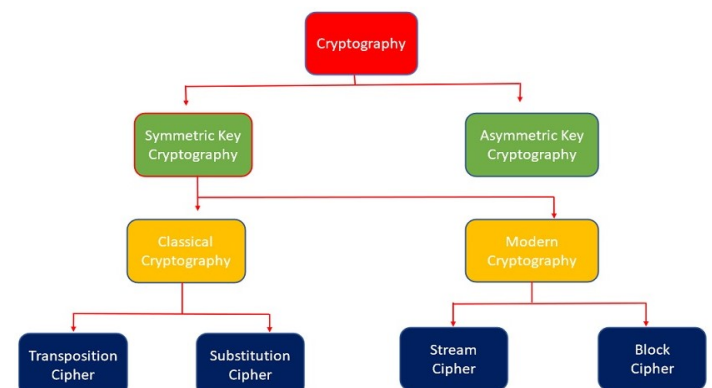 Cryptography
Symmetric Key
Cryptography
Asymmetric Key
Cryptography
Classical
Cryptography
Modern
Cryptography
Transposition
Cipher
Substitution
Cipher
Stream
Cipher
Block
Cipher